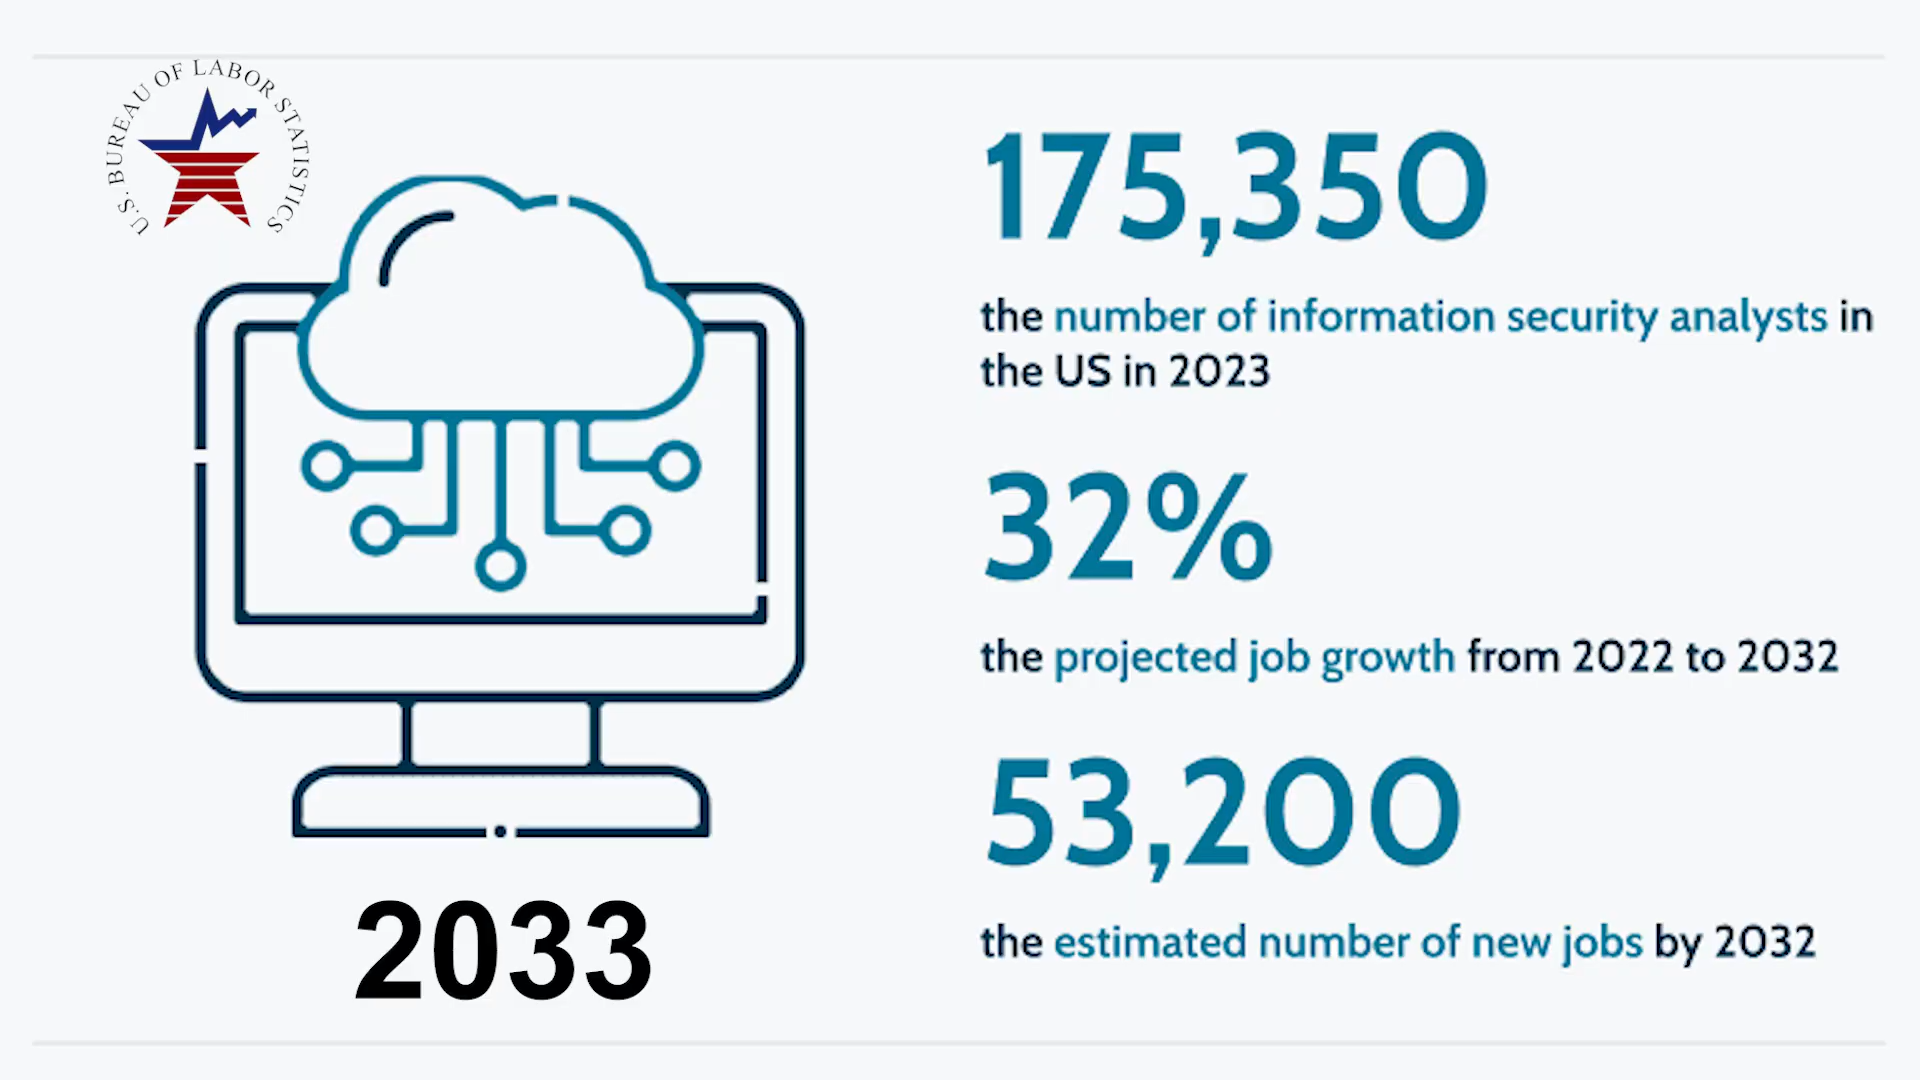 U.S. BUREAU OF LABOR STATISTICS
175,350
the number of information security analysts in
the US in 2023
32%
the projected job growth from 2022 to 2032
53,200
the estimated number of new jobs by 2032
2033